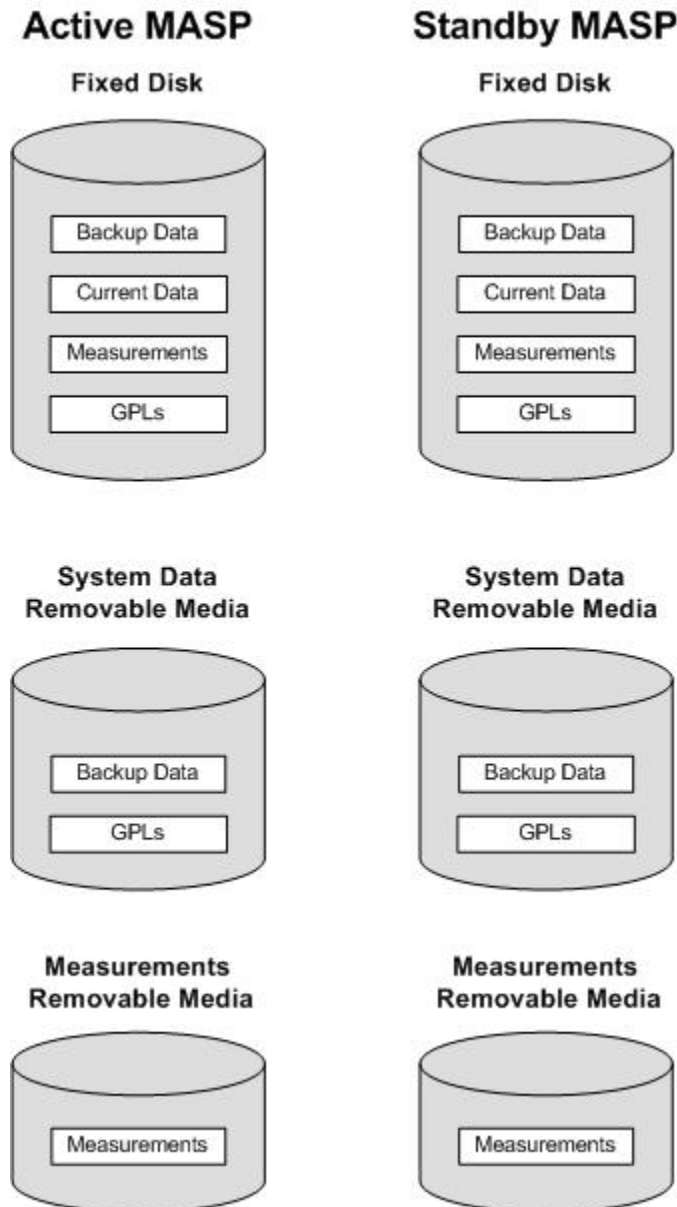 Active MASP
Fixed Disk
Backup Data
Current Data
Measurements
GPLs
System Data
Removable Media
Backup Data
GPLs
Measurements
Removable Media
Measurements
Standby MASP
Fixed Disk
Backup Data
Current Data
Measurements
GPLs
System Data
Removable Media
Backup Data
GPLs
Measurements
Removable Media
Measurements